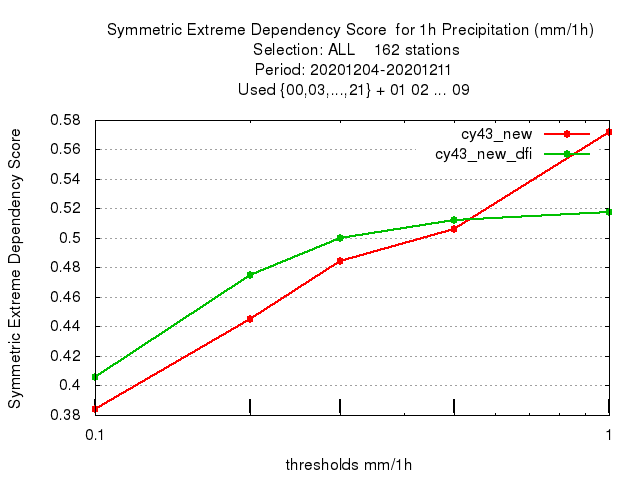 Symmetric Extreme Dependency Score  for 1h Precipitation (mm/1h)
Selection: ALL    162 stations
Period: 20201204-20201211
Used {00,03,...,21} + 01 02 ... 09
Symmetric Extreme Dependency Score
0.58
0.56
0.54
0.52
0.5
0.48
0.46
0.44
0.42
0.4
0.38
cy43_new
cy43_new_dfi
0.1
1
thresholds mm/1h